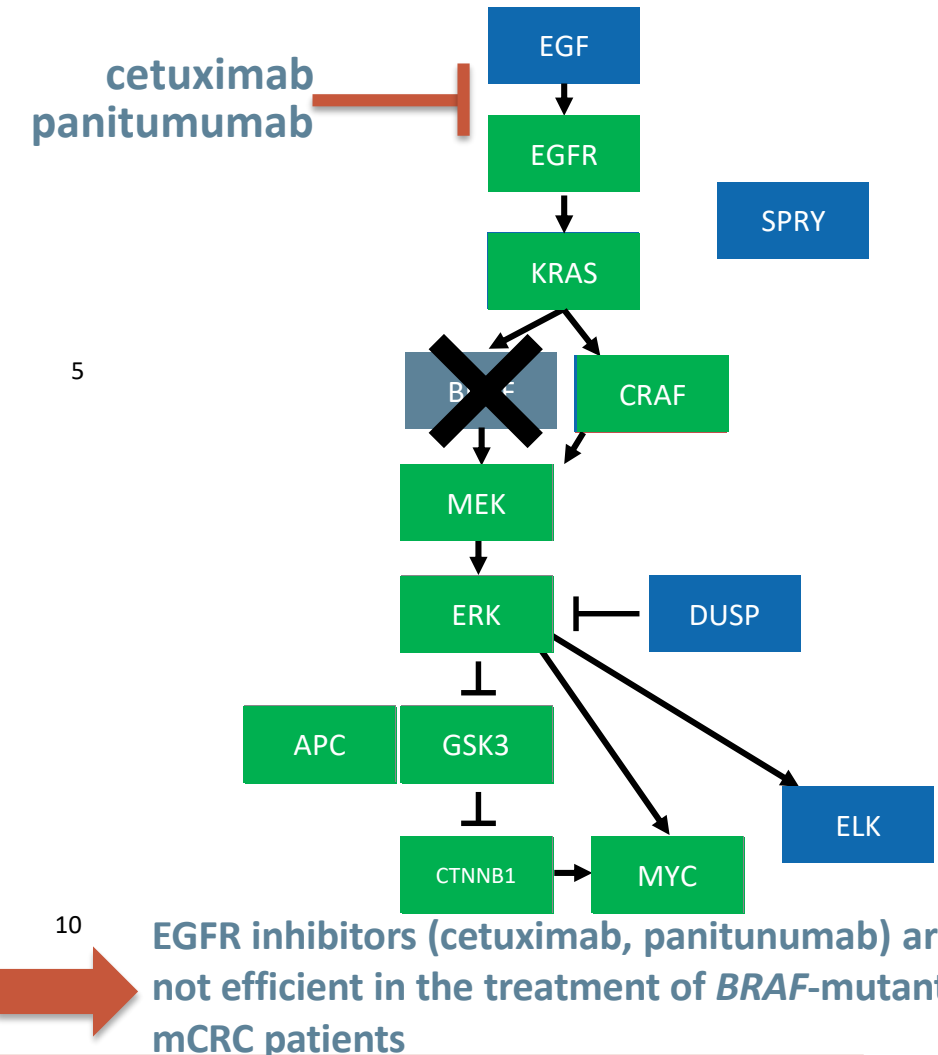 EGF
cetuximab
panitumumab
EGFR
SPRY
KRAS
5
CRAF
MEK
ERK
DUSP
APC
GSK3
ELK
CTNNB1
MYC
10
EGFR inhibitors (cetuximab, panitunumab) ar
not efficient in the treatment of BRAF-mutant
mCRC patients